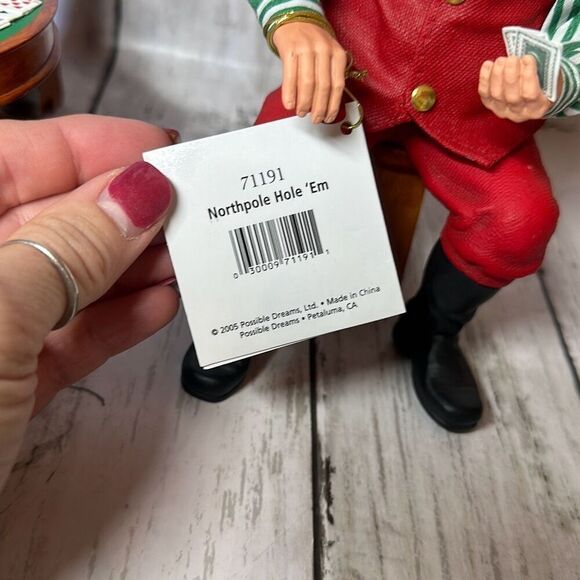 71191
Northpole Hole 'Em
0 30009 71191 1
© 2005 Possible Dreams, Ltd. • Made in China
Possible Dreams • Petaluma, CA